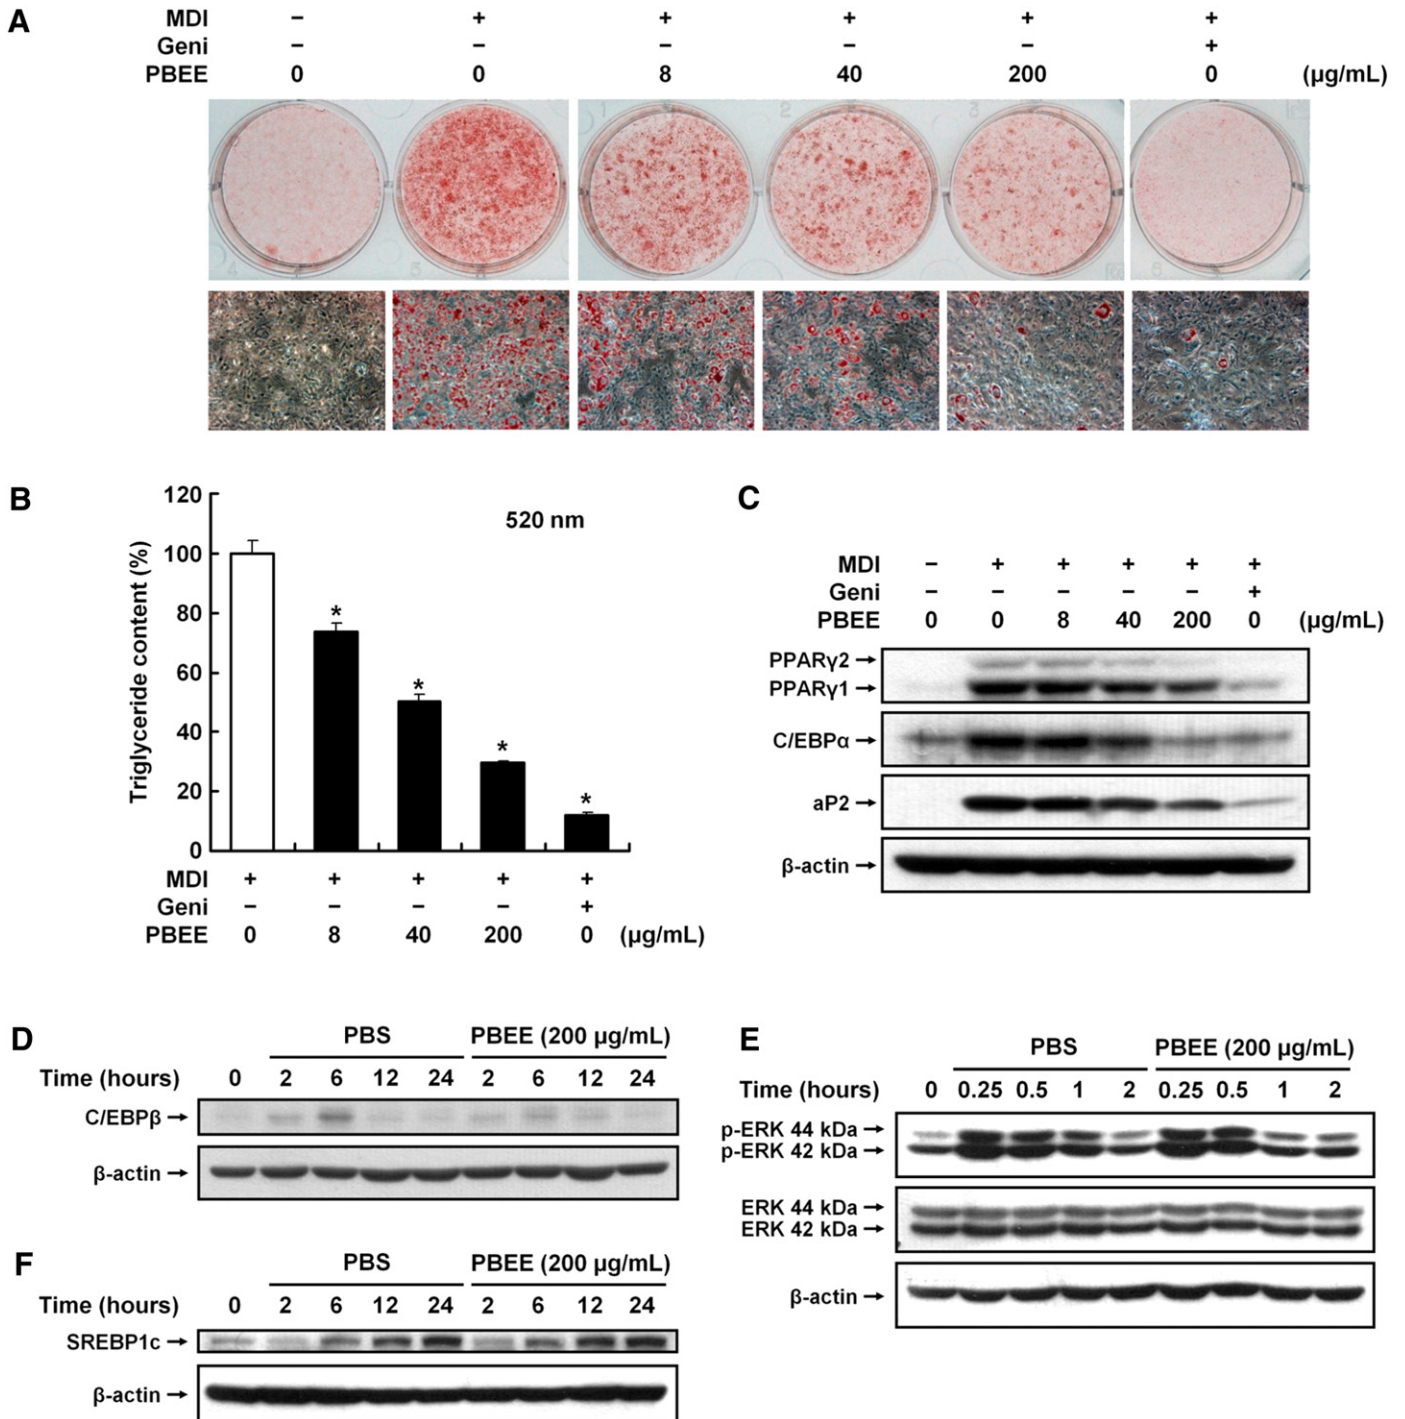 A
MDI − + + + + +
Geni − − − − − +
PBEE 0 0 8 40 200 0 (µg/mL)
1 2 3
4 5 6
B
120
100
80
60
40
20
0
Triglyceride content (%)
520 nm
* * * *
MDI + + + + +
Geni − − − − +
PBEE 0 8 40 200 0 (µg/mL)
C
MDI − + + + + +
Geni − − − − − +
PBEE 0 0 8 40 200 0 (µg/mL)
PPARγ2
PPARγ1
C/EBPα
aP2
β-actin
D
PBS PBEE (200 µg/mL)
Time (hours) 0 2 6 12 24 2 6 12 24
C/EBPβ
β-actin
E
PBS PBEE (200 µg/mL)
Time (hours) 0 0.25 0.5 1 2 0.25 0.5 1 2
p-ERK 44 kDa
p-ERK 42 kDa
ERK 44 kDa
ERK 42 kDa
β-actin
F
PBS PBEE (200 µg/mL)
Time (hours) 0 2 6 12 24 2 6 12 24
SREBP1c
β-actin